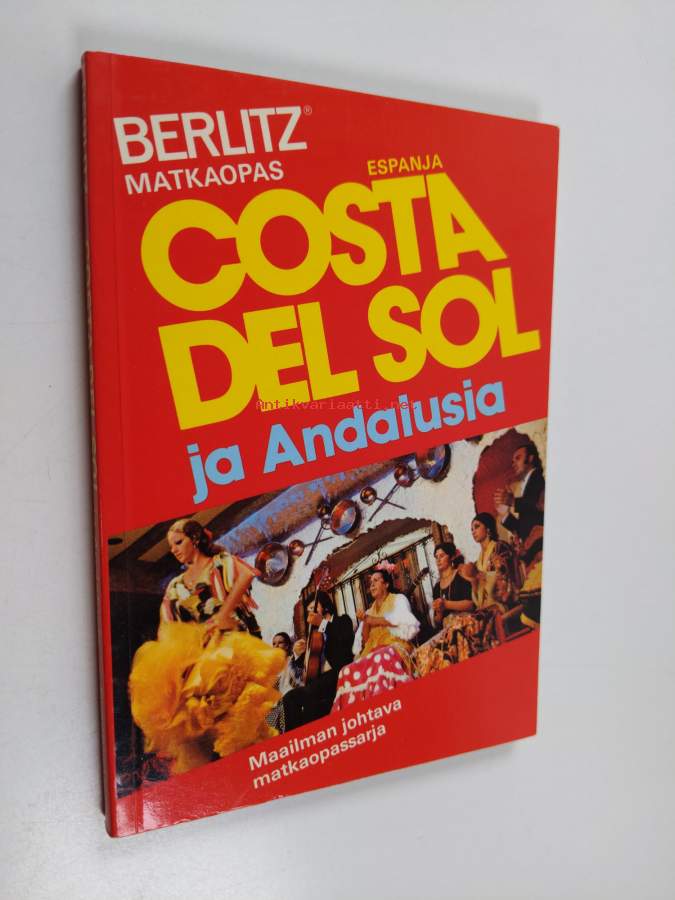 BERLITZ®
MATKAOPAS
ESPANJA
COSTA
DEL SOL
ja Andalusia
Antikvariaatti.net
Maailman johtava
matkaopassarja